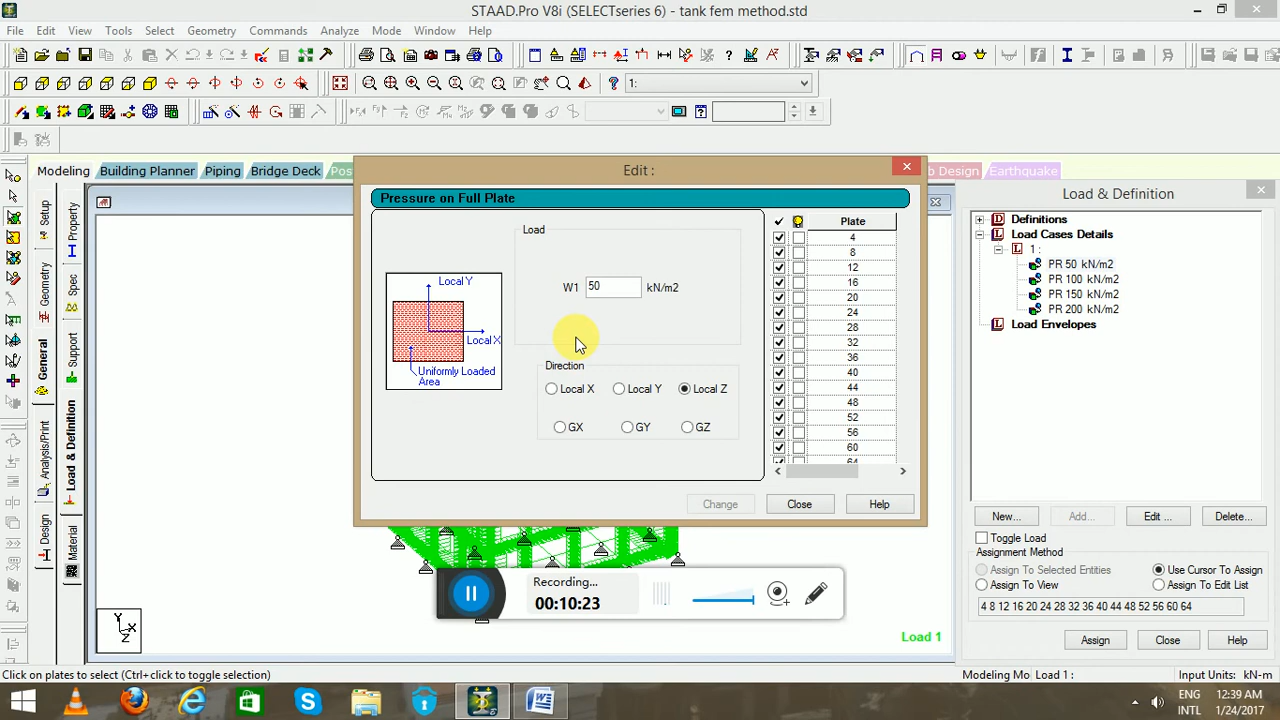 STAAD.Pro V8i (SELECTseries 6) - tank fem method.std
File Edit View Tools Select Geometry Commands Analyze Mode Window Help
1:
Modeling Building Planner Piping Bridge Deck
Earthquake
Edit :
Pressure on Full Plate
Load
W1 50 kN/m2
Local Y
Local X
Uniformly Loaded
Area
Direction
Local X Local Y Local Z
GX GY GZ
Plate
4
8
12
16
20
24
28
32
36
40
44
48
52
56
60
64
Change Close Help
Setup
Geometry
General
Analysis/Print
Design
Property
Spec
Support
Load & Definition
Material
Load & Definition
Definitions
Load Cases Details
1 :
PR 50 kN/m2
PR 100 kN/m2
PR 150 kN/m2
PR 200 kN/m2
Load Envelopes
New... Add... Edit ... Delete...
Toggle Load
Assignment Method
Assign To Selected Entities Use Cursor To Assign
Assign To View Assign To Edit List
4 8 12 16 20 24 28 32 36 40 44 48 52 56 60 64
Assign Close Help
Recording...
00:10:23
Y
X
Z
Load 1
Click on plates to select (Ctrl+click to toggle selection) Modeling Mo Load 1 : Input Units: kN-m
ENG
INTL
12:39 AM
1/24/2017